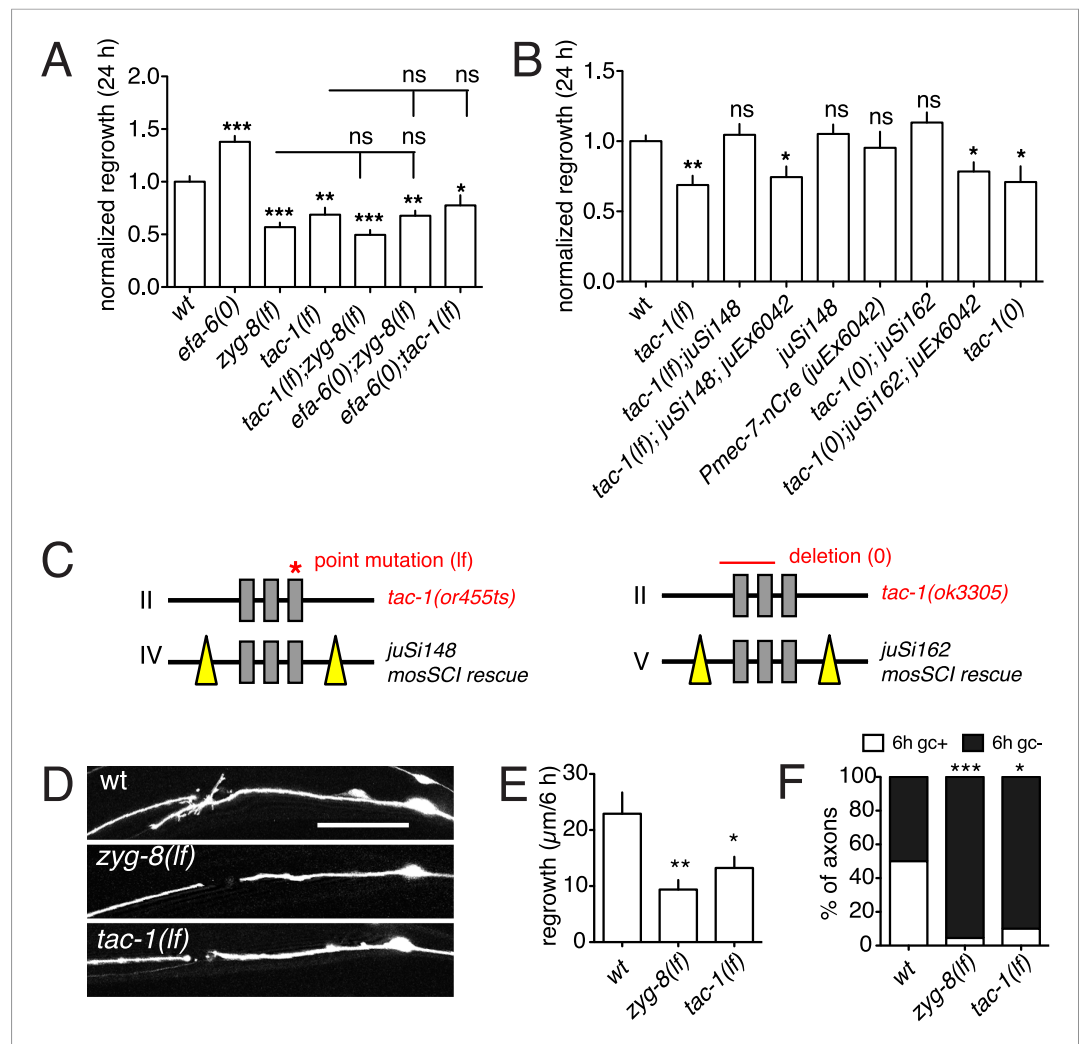 A
normalized regrowth (24 h)
2.0
1.5
1.0
0.5
0.0
***
***
**
***
**
*
ns
ns
ns
ns
wt
efa-6(0)
zyg-8(lf)
tac-1(lf)
tac-1(lf);zyg-8(lf)
efa-6(0);zyg-8(lf)
efa-6(0);tac-1(lf)
B
normalized regrowth (24 h)
1.5
1.0
0.5
0.0
**
ns
*
ns
ns
ns
*
*
wt
tac-1(lf)
tac-1(lf);juSi148
tac-1(lf); juSi148; juEx6042
juSi148
Pmec-7-nCre (juEx6042)
tac-1(0); juSi162
tac-1(0);juSi162; juEx6042
tac-1(0)
C
* point mutation (lf)
II
tac-1(or455ts)
IV
juSi148
mosSCI rescue
deletion (0)
II
tac-1(ok3305)
V
juSi162
mosSCI rescue
D
wt
zyg-8(lf)
tac-1(lf)
E
regrowth (µm/6 h)
30
20
10
0
**
*
wt
zyg-8(lf)
tac-1(lf)
F
6h gc+
6h gc-
% of axons
100
80
60
40
20
0
***
*
wt
zyg-8(lf)
tac-1(lf)